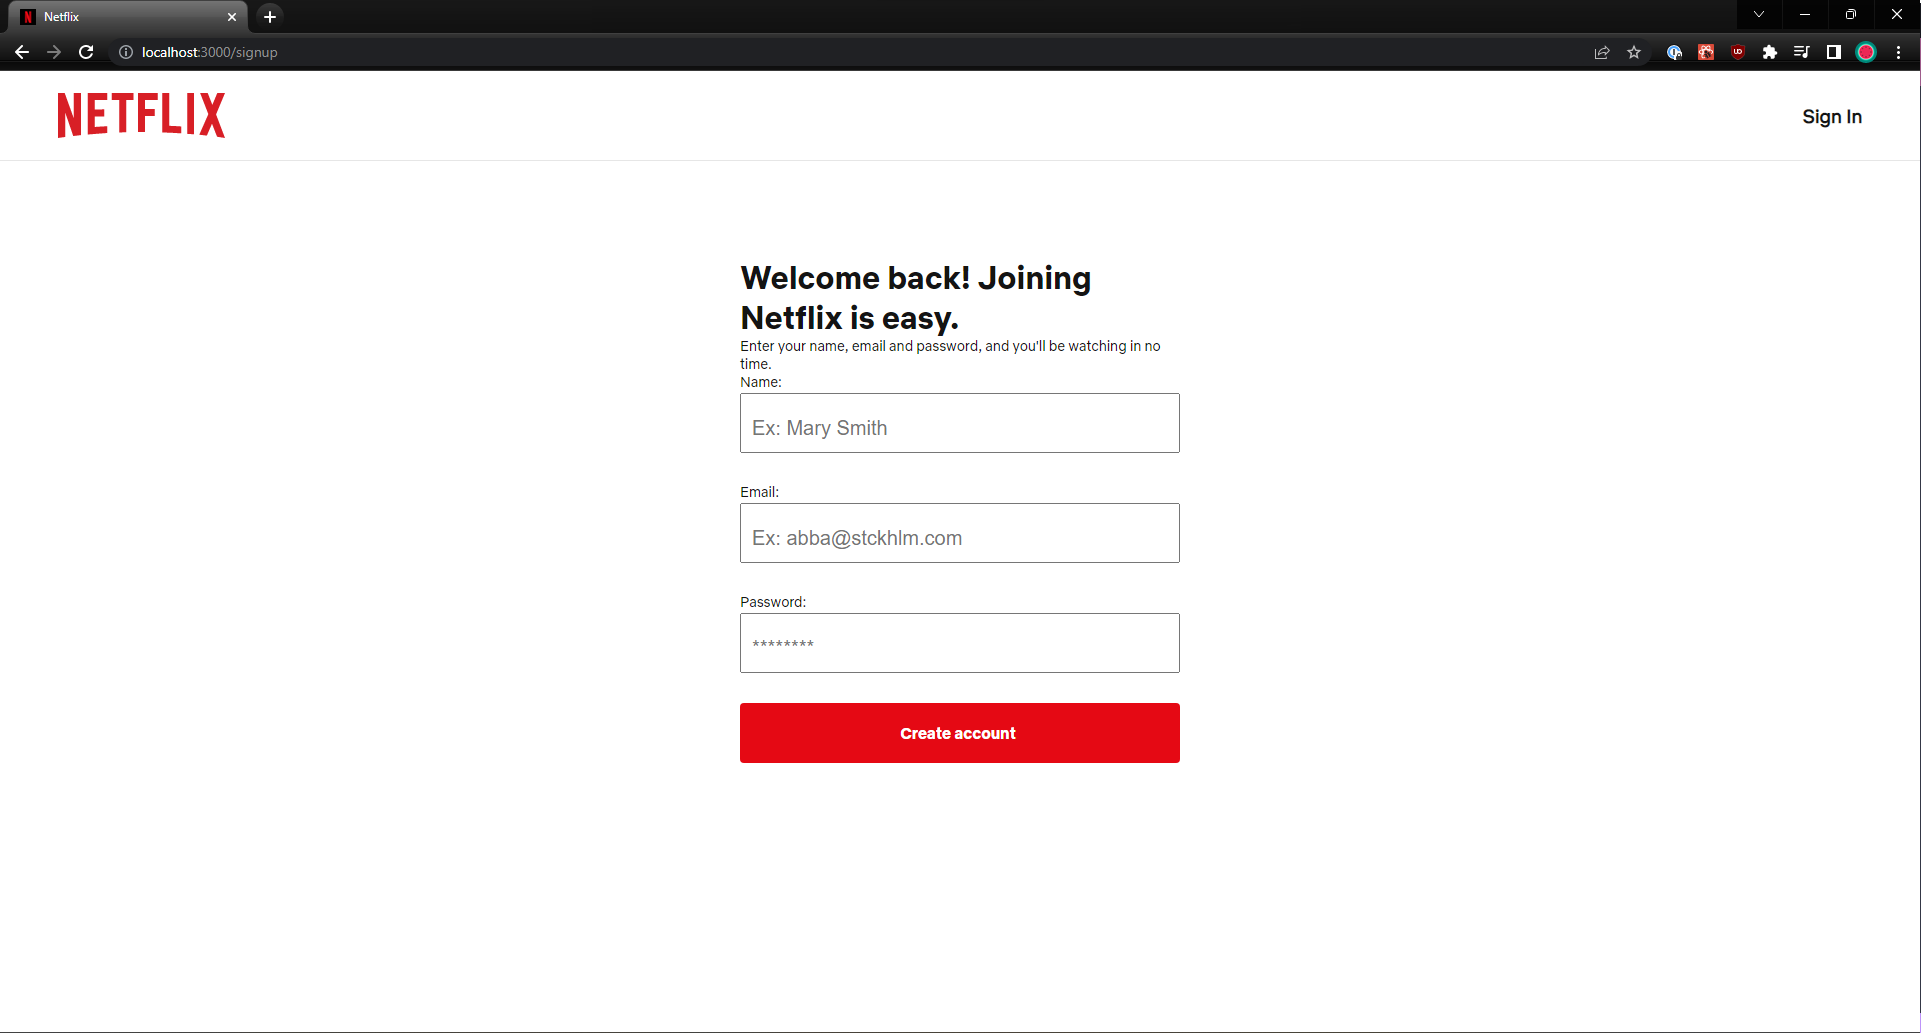 Netflix
localhost:3000/signup
NETFLIX
Sign In
Welcome back! Joining
Netflix is easy.
Enter your name, email and password, and you'll be watching in no
time.
Name:
Ex: Mary Smith
Email:
Ex: abba@stckhlm.com
Password:
********
Create account